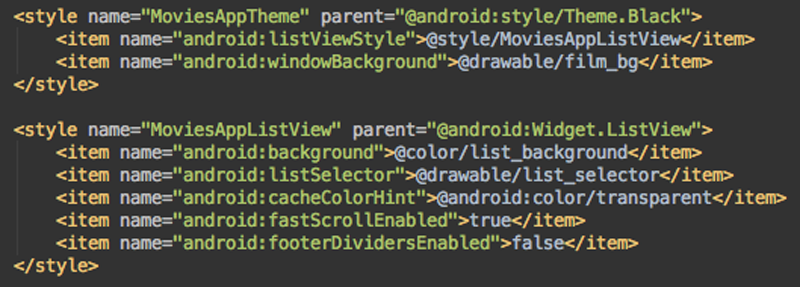 <style name="MoviesAppTheme" parent="@android:style/Theme.Black">
<item name="android:listViewStyle">@style/MoviesAppListView</item>
<item name="android:windowBackground">@drawable/film_bg</item>
</style>
<style name="MoviesAppListView" parent="@android:Widget.ListView">
<item name="android:background">@color/list_background</item>
<item name="android:listSelector">@drawable/list_selector</item>
<item name="android:cacheColorHint">@android:color/transparent</item>
<item name="android:fastScrollEnabled">true</item>
<item name="android:footerDividersEnabled">false</item>
</style>